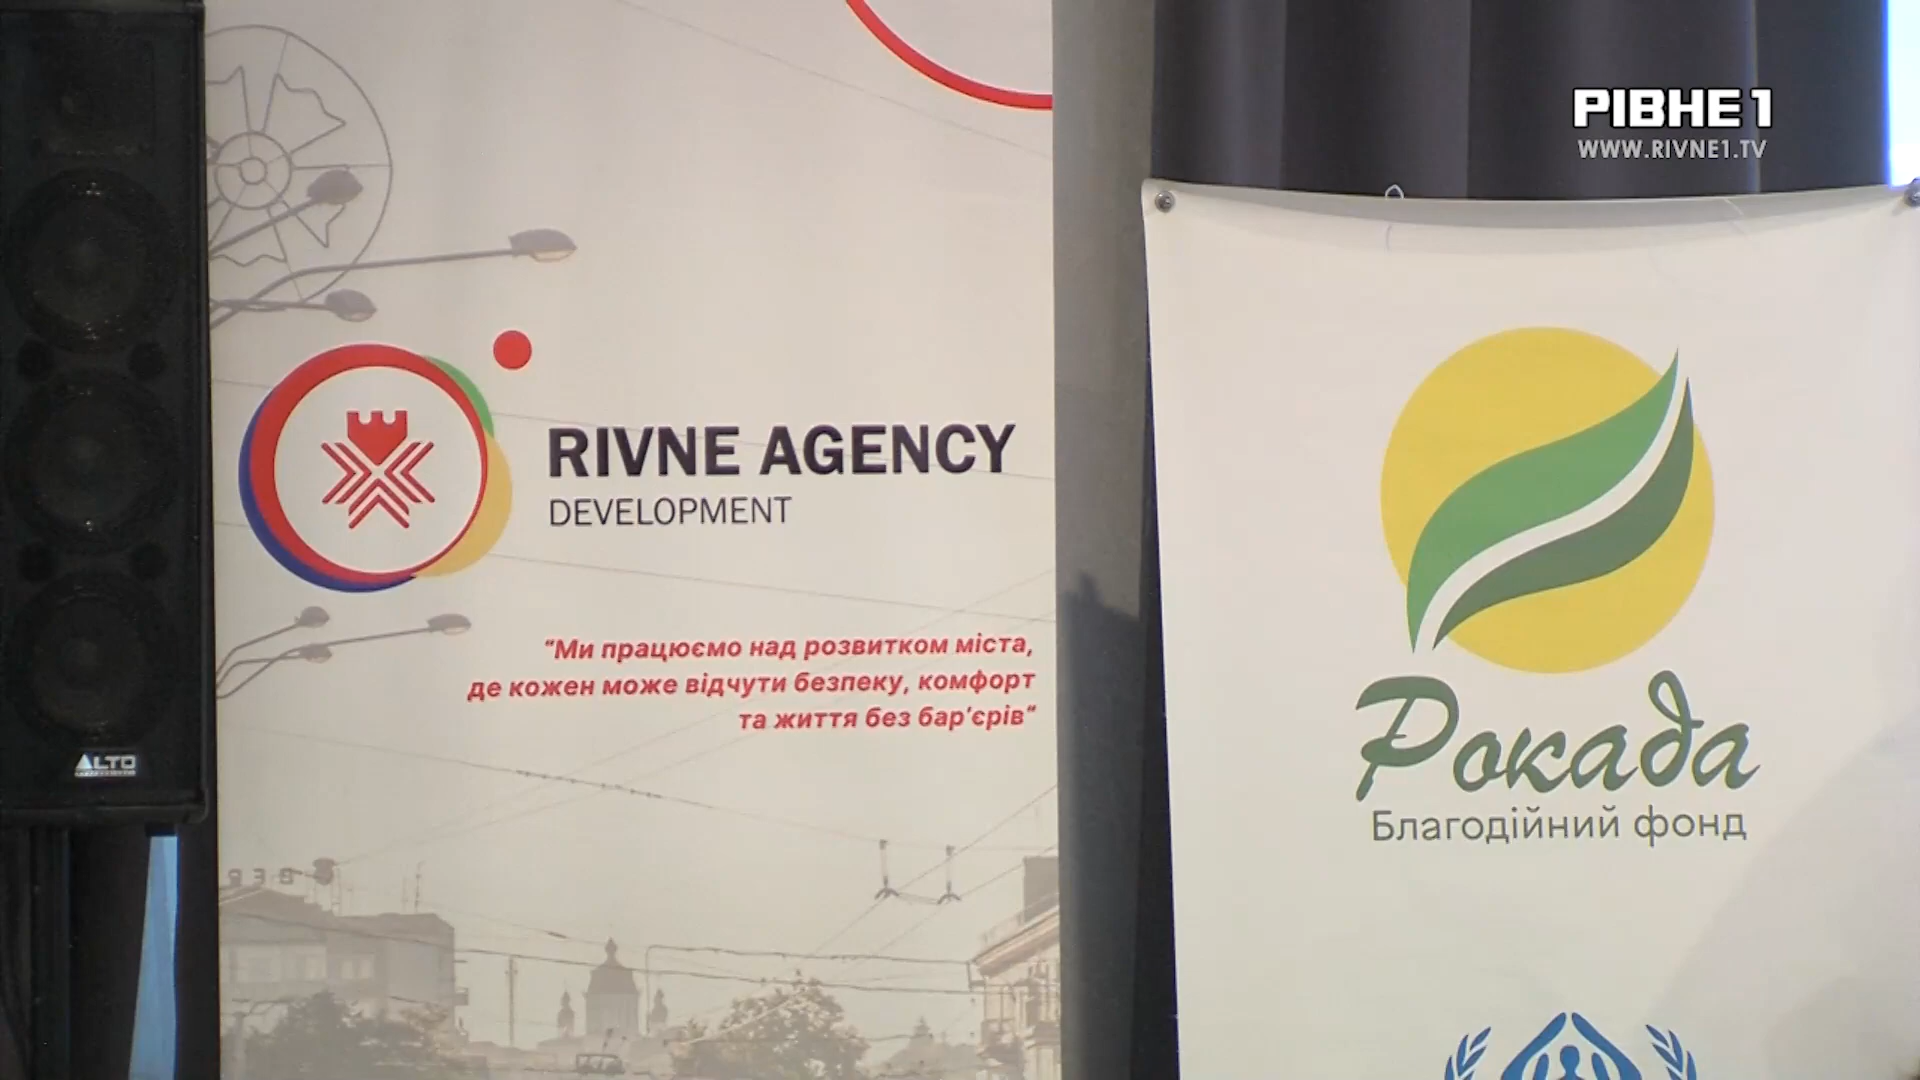 РІВНЕ 1
WWW.RIVNE1.TV
RIVNE AGENCY
DEVELOPMENT
“Ми працюємо над розвитком міста,
де кожен може відчути безпеку, комфорт
та життя без бар’єрів”
Рокада
Благодійний фонд
ALTO